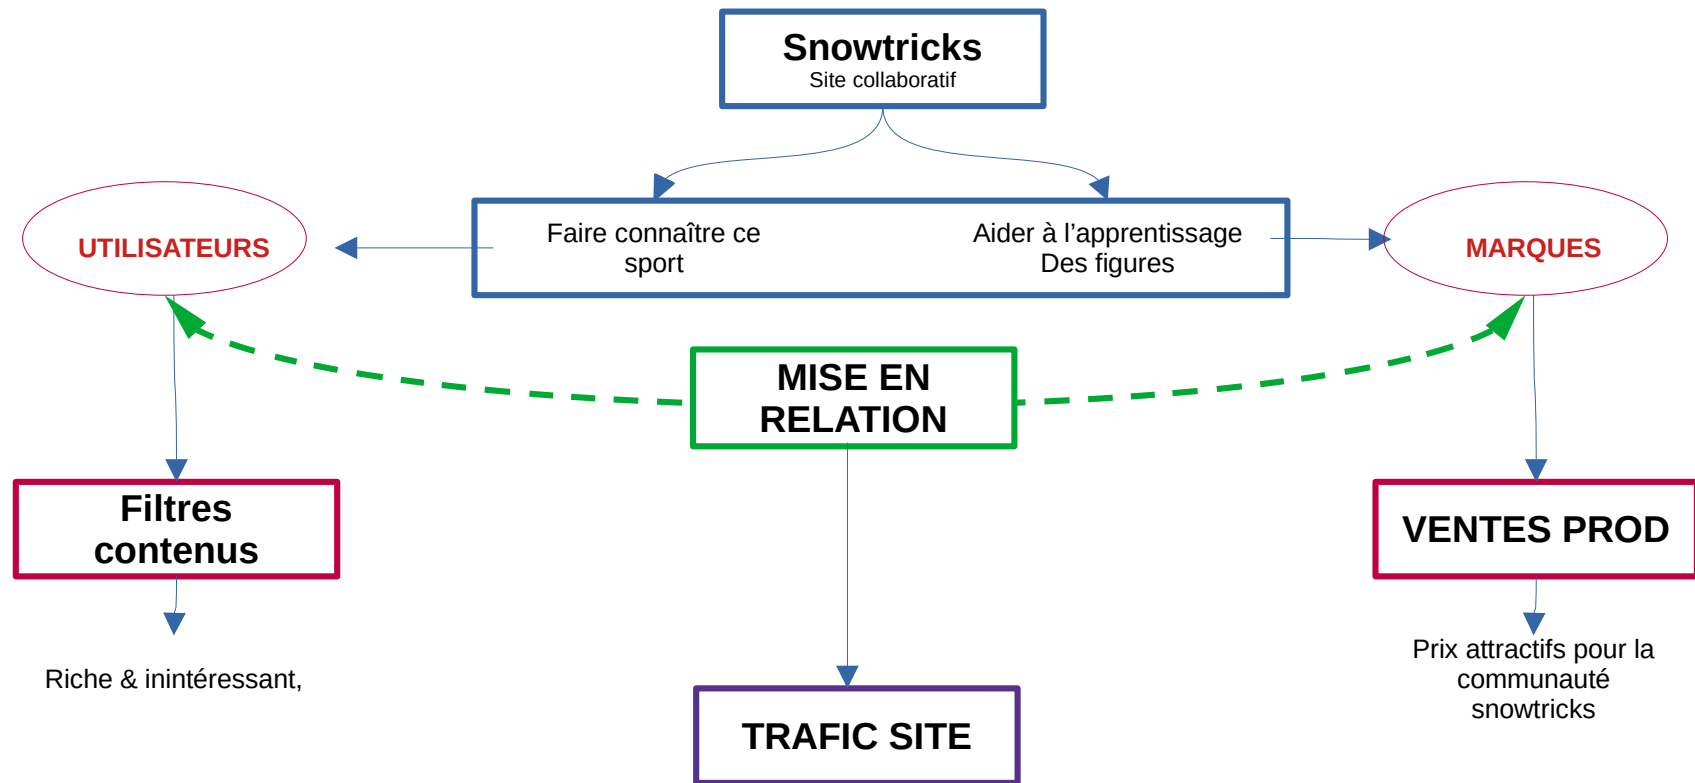 Snowtricks
Site collaboratif
Faire connaître ce
sport
Aider à l’apprentissage
Des figures
UTILISATEURS
MARQUES
MISE EN
RELATION
Filtres
contenus
VENTES PROD
Riche & inintéressant,
Prix attractifs pour la
communauté
snowtricks
TRAFIC SITE